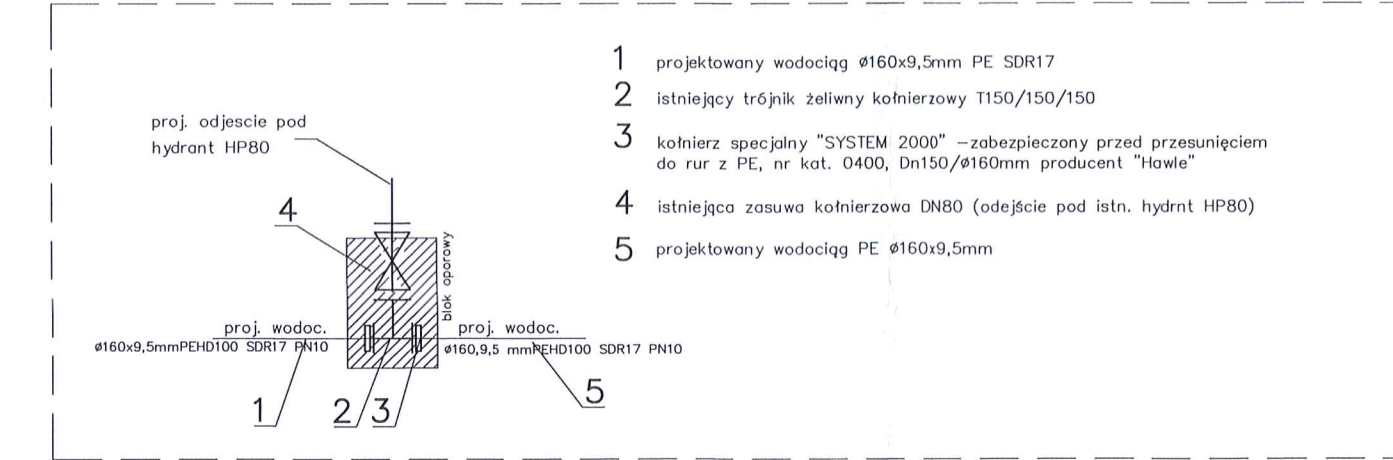 1 projektowany wodociąg ø160x9,5mm PE SDR17
2 istniejący trójnik żeliwny kołnierzowy T150/150/150
3 kołnierz specjalny "SYSTEM 2000" –zabezpieczony przed przesunięciem
do rur z PE, nr kat. 0400, Dn150/ø160mm producent "Hawle"
4 istniejąca zasuwa kołnierzowa DN80 (odejście pod istn. hydrnt HP80)
5 projektowany wodociąg PE ø160x9,5mm
proj. odjescie pod
hydrant HP80
4
blok oporowy
proj. wodoc.
ø160x9,5mmPEHD100 SDR17 PN10
proj. wodoc.
ø160,9,5 mmPEHD100 SDR17 PN10
1
2
3
5